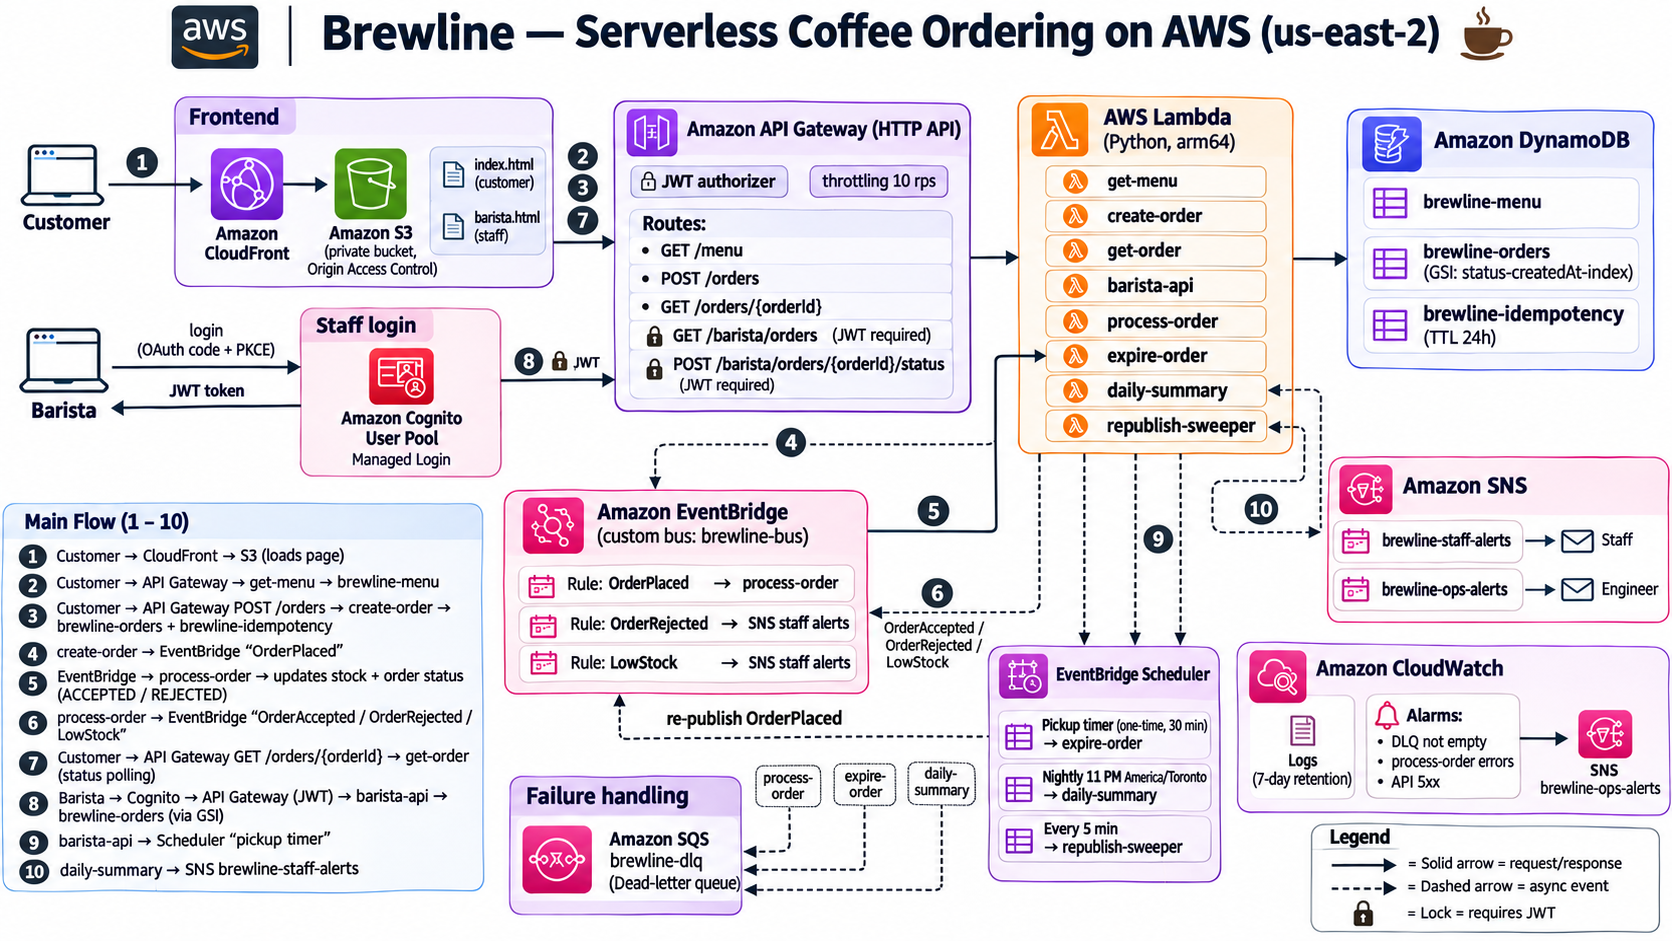 aws
Brewline — Serverless Coffee Ordering on AWS (us-east-2)
Customer
1
Frontend
Amazon
CloudFront
Amazon S3
(private bucket,
Origin Access Control)
index.html
(customer)
barista.html
(staff)
2
3
7
Barista
login
(OAuth code + PKCE)
JWT token
Staff login
Amazon Cognito
User Pool
Managed Login
8
JWT
Amazon API Gateway (HTTP API)
JWT authorizer
throttling 10 rps
Routes:
• GET /menu
• POST /orders
• GET /orders/{orderId}
GET /barista/orders (JWT required)
POST /barista/orders/{orderId}/status
(JWT required)
AWS Lambda
(Python, arm64)
get-menu
create-order
get-order
barista-api
process-order
expire-order
daily-summary
republish-sweeper
Amazon DynamoDB
brewline-menu
brewline-orders
(GSI: status-createdAt-index)
brewline-idempotency
(TTL 24h)
4
5
6
9
10
OrderAccepted /
OrderRejected /
LowStock
Amazon EventBridge
(custom bus: brewline-bus)
Rule: OrderPlaced → process-order
Rule: OrderRejected → SNS staff alerts
Rule: LowStock → SNS staff alerts
re-publish OrderPlaced
Amazon SNS
brewline-staff-alerts
Staff
brewline-ops-alerts
Engineer
Main Flow (1 – 10)
1 Customer → CloudFront → S3 (loads page)
2 Customer → API Gateway → get-menu → brewline-menu
3 Customer → API Gateway POST /orders → create-order →
brewline-orders + brewline-idempotency
4 create-order → EventBridge “OrderPlaced”
5 EventBridge → process-order → updates stock + order status
(ACCEPTED / REJECTED)
6 process-order → EventBridge “OrderAccepted / OrderRejected /
LowStock”
7 Customer → API Gateway GET /orders/{orderId} → get-order
(status polling)
8 Barista → Cognito → API Gateway (JWT) → barista-api →
brewline-orders (via GSI)
9 barista-api → Scheduler “pickup timer”
10 daily-summary → SNS brewline-staff-alerts
Failure handling
Amazon SQS
brewline-dlq
(Dead-letter queue)
process-
order
expire-
order
daily-
summary
EventBridge Scheduler
Pickup timer (one-time, 30 min)
→ expire-order
Nightly 11 PM America/Toronto
→ daily-summary
Every 5 min
→ republish-sweeper
Amazon CloudWatch
Logs
(7-day retention)
Alarms:
• DLQ not empty
• process-order errors
• API 5xx
SNS
brewline-ops-alerts
Legend
= Solid arrow = request/response
= Dashed arrow = async event
= Lock = requires JWT